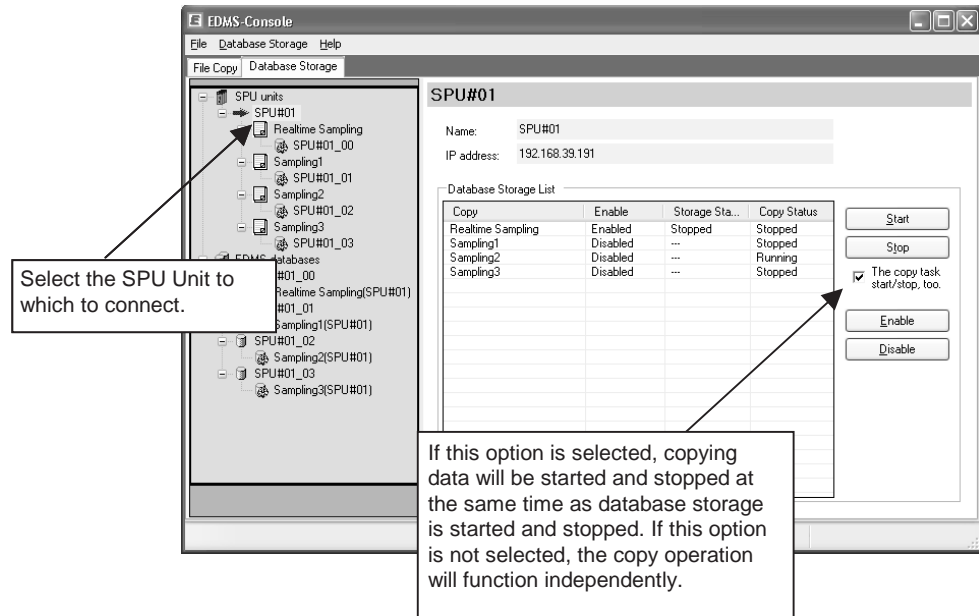 EDMS-Console
File Database Storage Help
File Copy Database Storage
SPU units
SPU#01
Realtime Sampling
SPU#01_00
Sampling1
SPU#01_01
Sampling2
SPU#01_02
Sampling3
SPU#01_03
EDMS databases
#01_00
Realtime Sampling(SPU#01)
#01_01
Sampling1(SPU#01)
SPU#01_02
Sampling2(SPU#01)
SPU#01_03
Sampling3(SPU#01)
Select the SPU Unit to
which to connect.
SPU#01
Name: SPU#01
IP address: 192.168.39.191
Database Storage List
Copy Enable Storage Sta... Copy Status
Realtime Sampling Enabled Stopped Stopped
Sampling1 Disabled --- Stopped
Sampling2 Disabled --- Running
Sampling3 Disabled --- Stopped
Start
Stop
The copy task
start/stop, too.
Enable
Disable
If this option is selected, copying
data will be started and stopped at
the same time as database storage
is started and stopped. If this option
is not selected, the copy operation
will function independently.